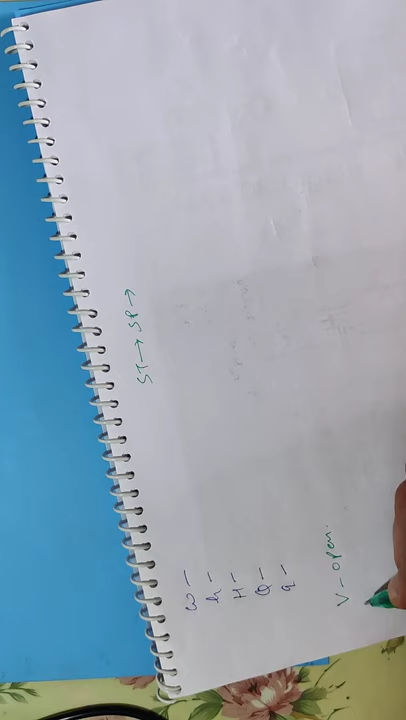 ST → SP →
W –
h –
H –
Q –
q –
V – open.